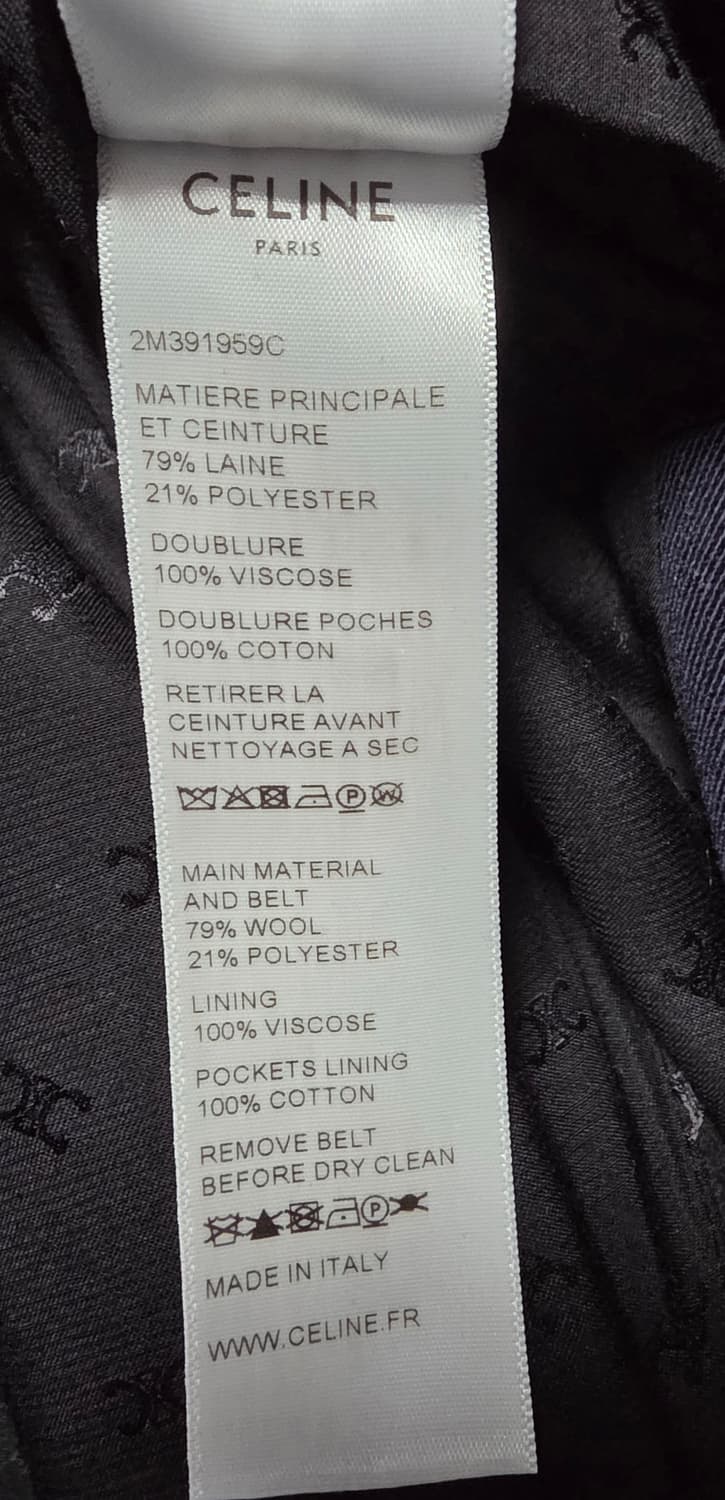 CELINE
PARIS
2M391959C
MATIERE PRINCIPALE
ET CEINTURE
79% LAINE
21% POLYESTER
DOUBLURE
100% VISCOSE
DOUBLURE POCHES
100% COTON
RETIRER LA
CEINTURE AVANT
NETTOYAGE A SEC
P W
MAIN MATERIAL
AND BELT
79% WOOL
21% POLYESTER
LINING
100% VISCOSE
POCKETS LINING
100% COTTON
REMOVE BELT
BEFORE DRY CLEAN
P
MADE IN ITALY
WWW.CELINE.FR